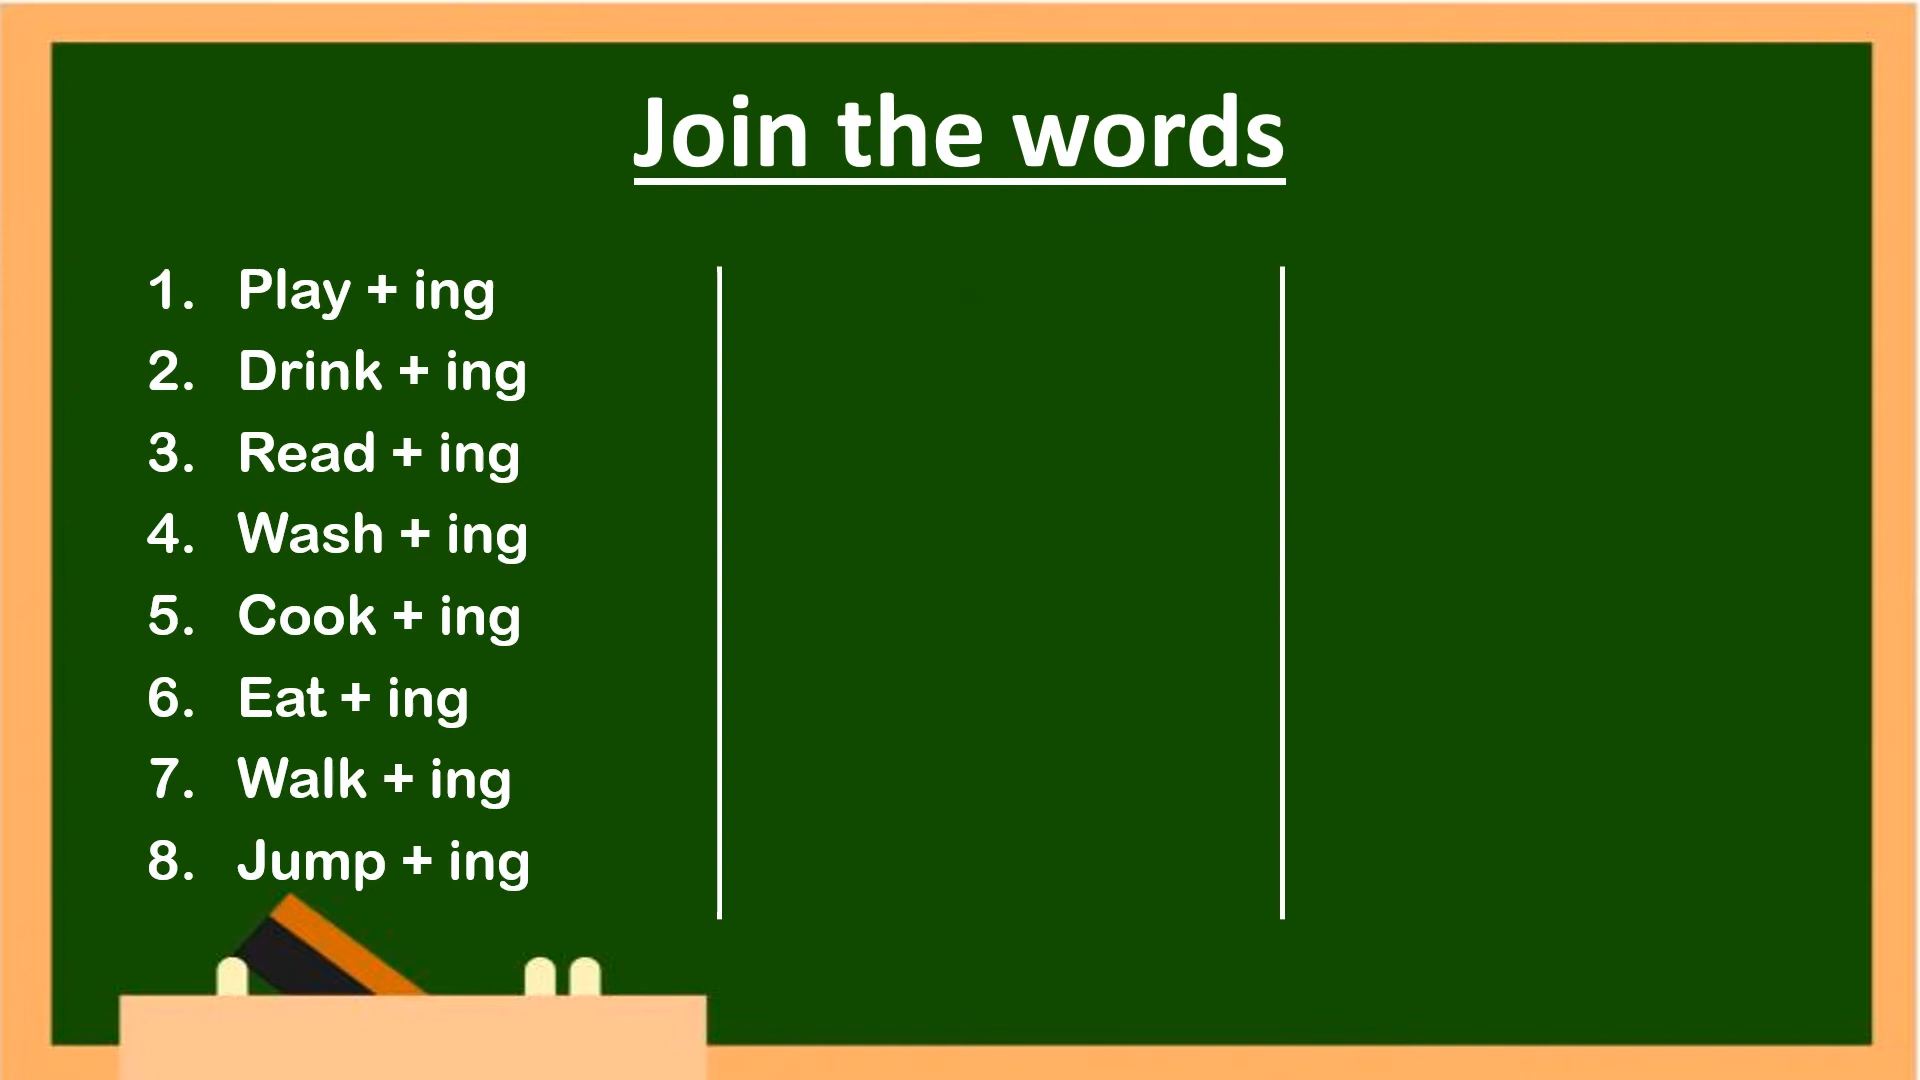 Join the words
1. Play + ing
2. Drink + ing
3. Read + ing
4. Wash + ing
5. Cook + ing
6. Eat + ing
7. Walk + ing
8. Jump + ing